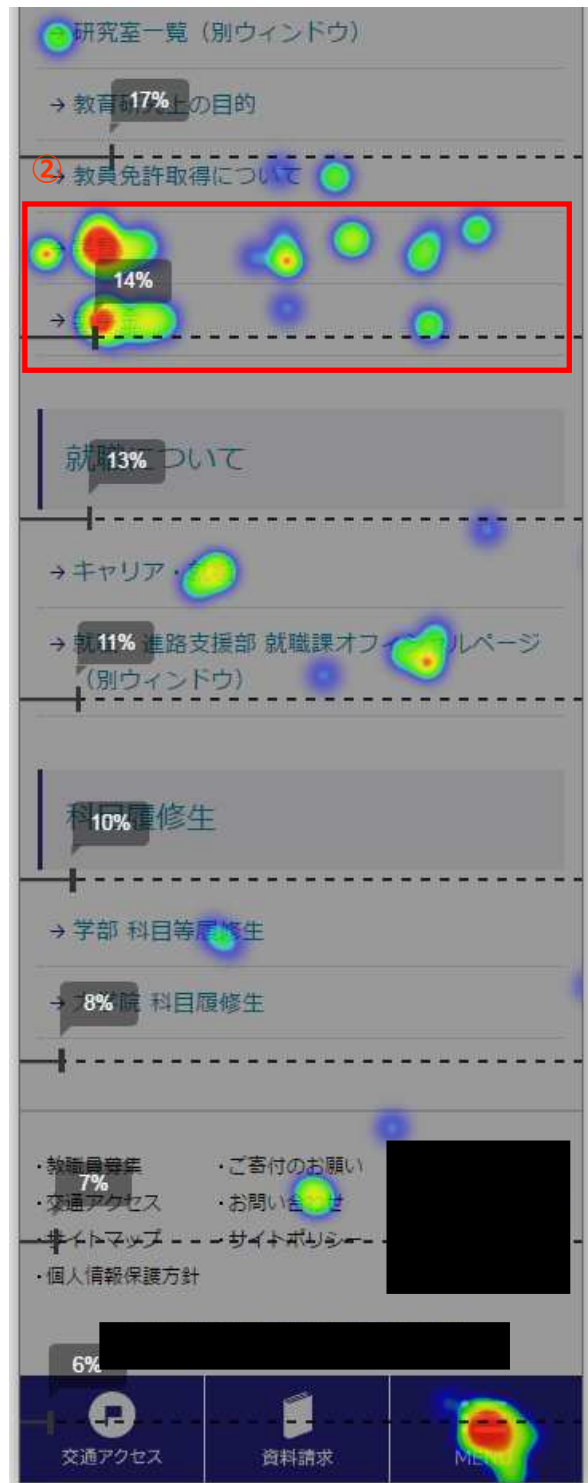 研究室一覧（別ウィンドウ）
17%
→ 教育研究上の目的
②
→ 教員免許取得について
14%
就職について
13%
→ キャリア・
11%
進路支援部 就職課オフィシャルページ
（別ウィンドウ）
科目履修生
10%
→ 学部 科目等履修生
→ 大学院 科目履修生
8%
・教職員募集
・ご寄付のお願い
7%
・交通アクセス
・お問い合わせ
・サイトマップ
・サイトポリシー
・個人情報保護方針
6%
交通アクセス
資料請求
MENU